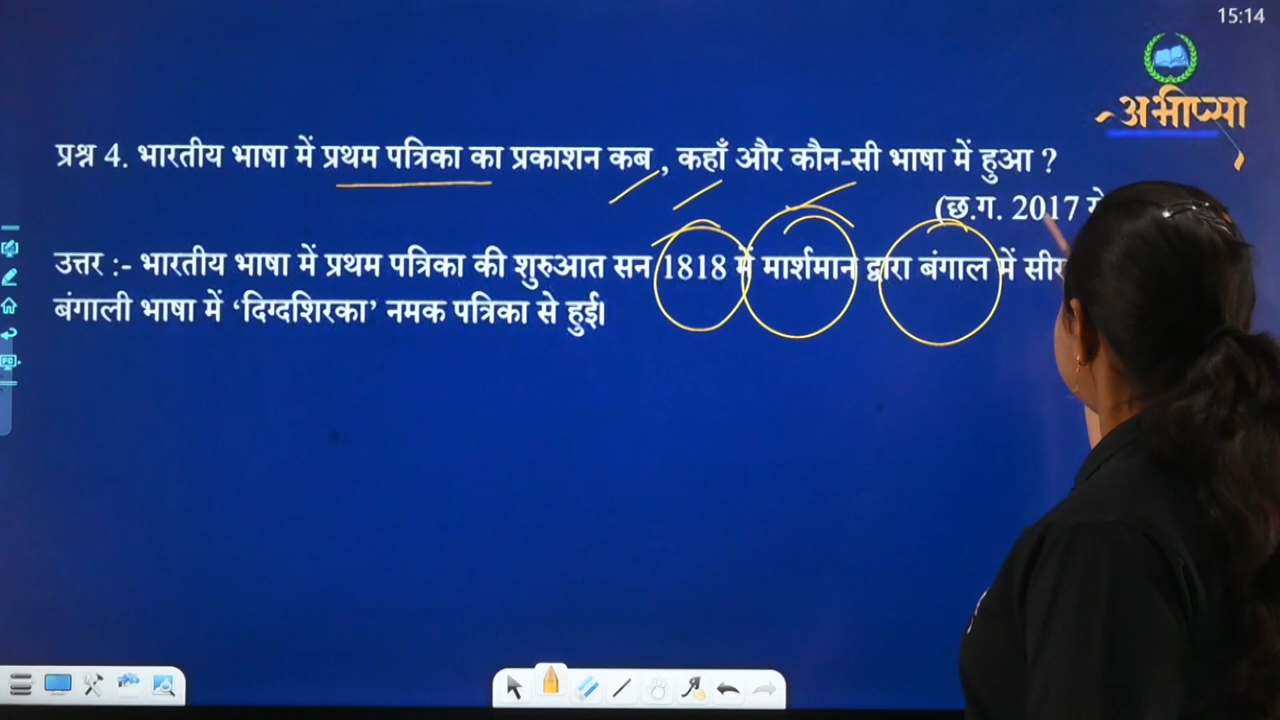 15:14
अभीप्सा
प्रश्न 4. भारतीय भाषा में प्रथम पत्रिका का प्रकाशन कब , कहाँ और कौन-सी भाषा में हुआ ?
(छ.ग. 2017
उत्तर :- भारतीय भाषा में प्रथम पत्रिका की शुरुआत सन 1818 में मार्शमान द्वारा बंगाल में
बंगाली भाषा में ‘दिग्दशिरका’ नमक पत्रिका से हुई।